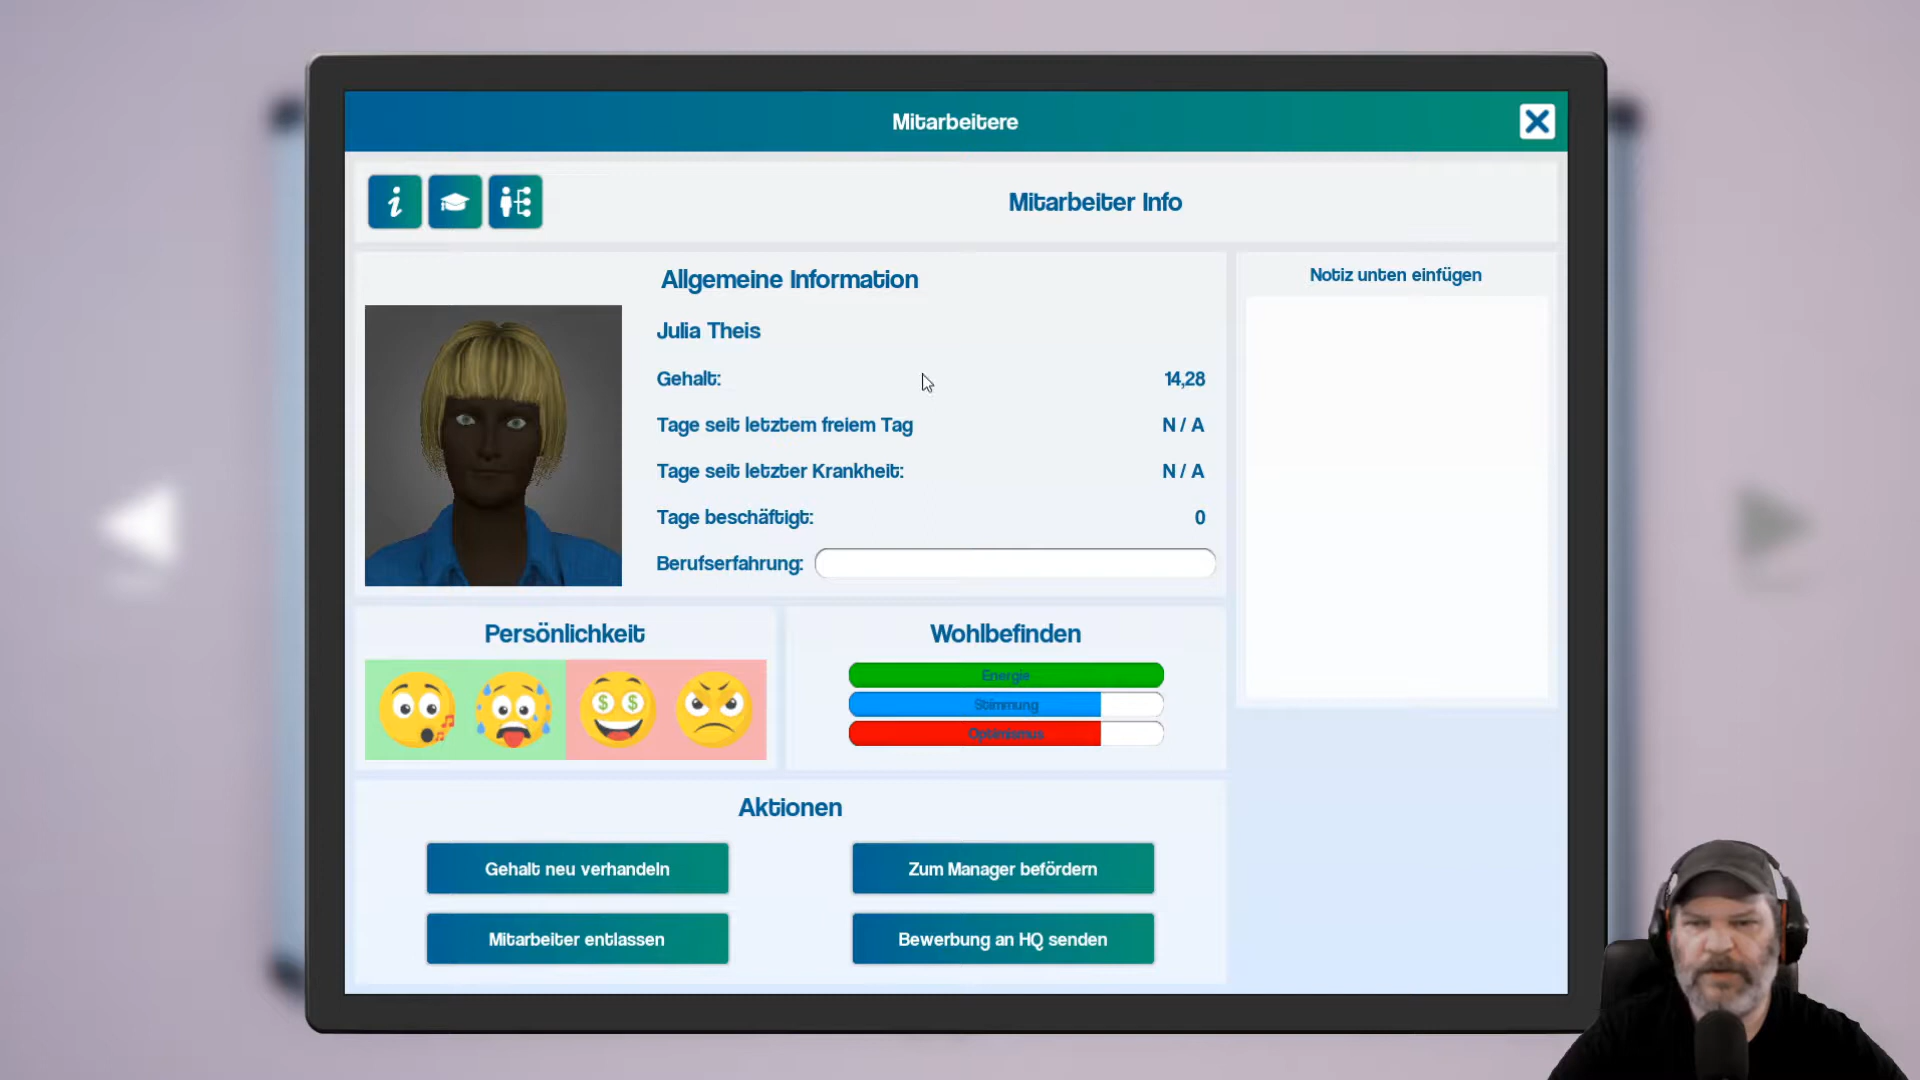 Mitarbeitere
Mitarbeiter Info
Allgemeine Information
Julia Theis
Gehalt: 14,28
Tage seit letztem freiem Tag N / A
Tage seit letzter Krankheit: N / A
Tage beschäftigt: 0
Berufserfahrung:
Notiz unten einfügen
Persönlichkeit
Wohlbefinden
Energie
Stimmung
Optimismus
Aktionen
Gehalt neu verhandeln
Zum Manager befördern
Mitarbeiter entlassen
Bewerbung an HQ senden